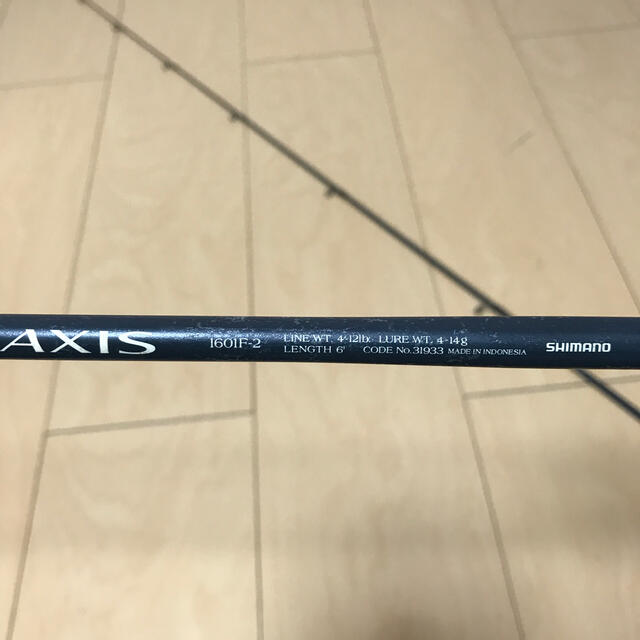 AXIS 1601F-2 LINE WT. 4-12lb. LURE WT. 4-14g
LENGTH 6' CODE No.31933 MADE IN INDONESIA SHIMANO